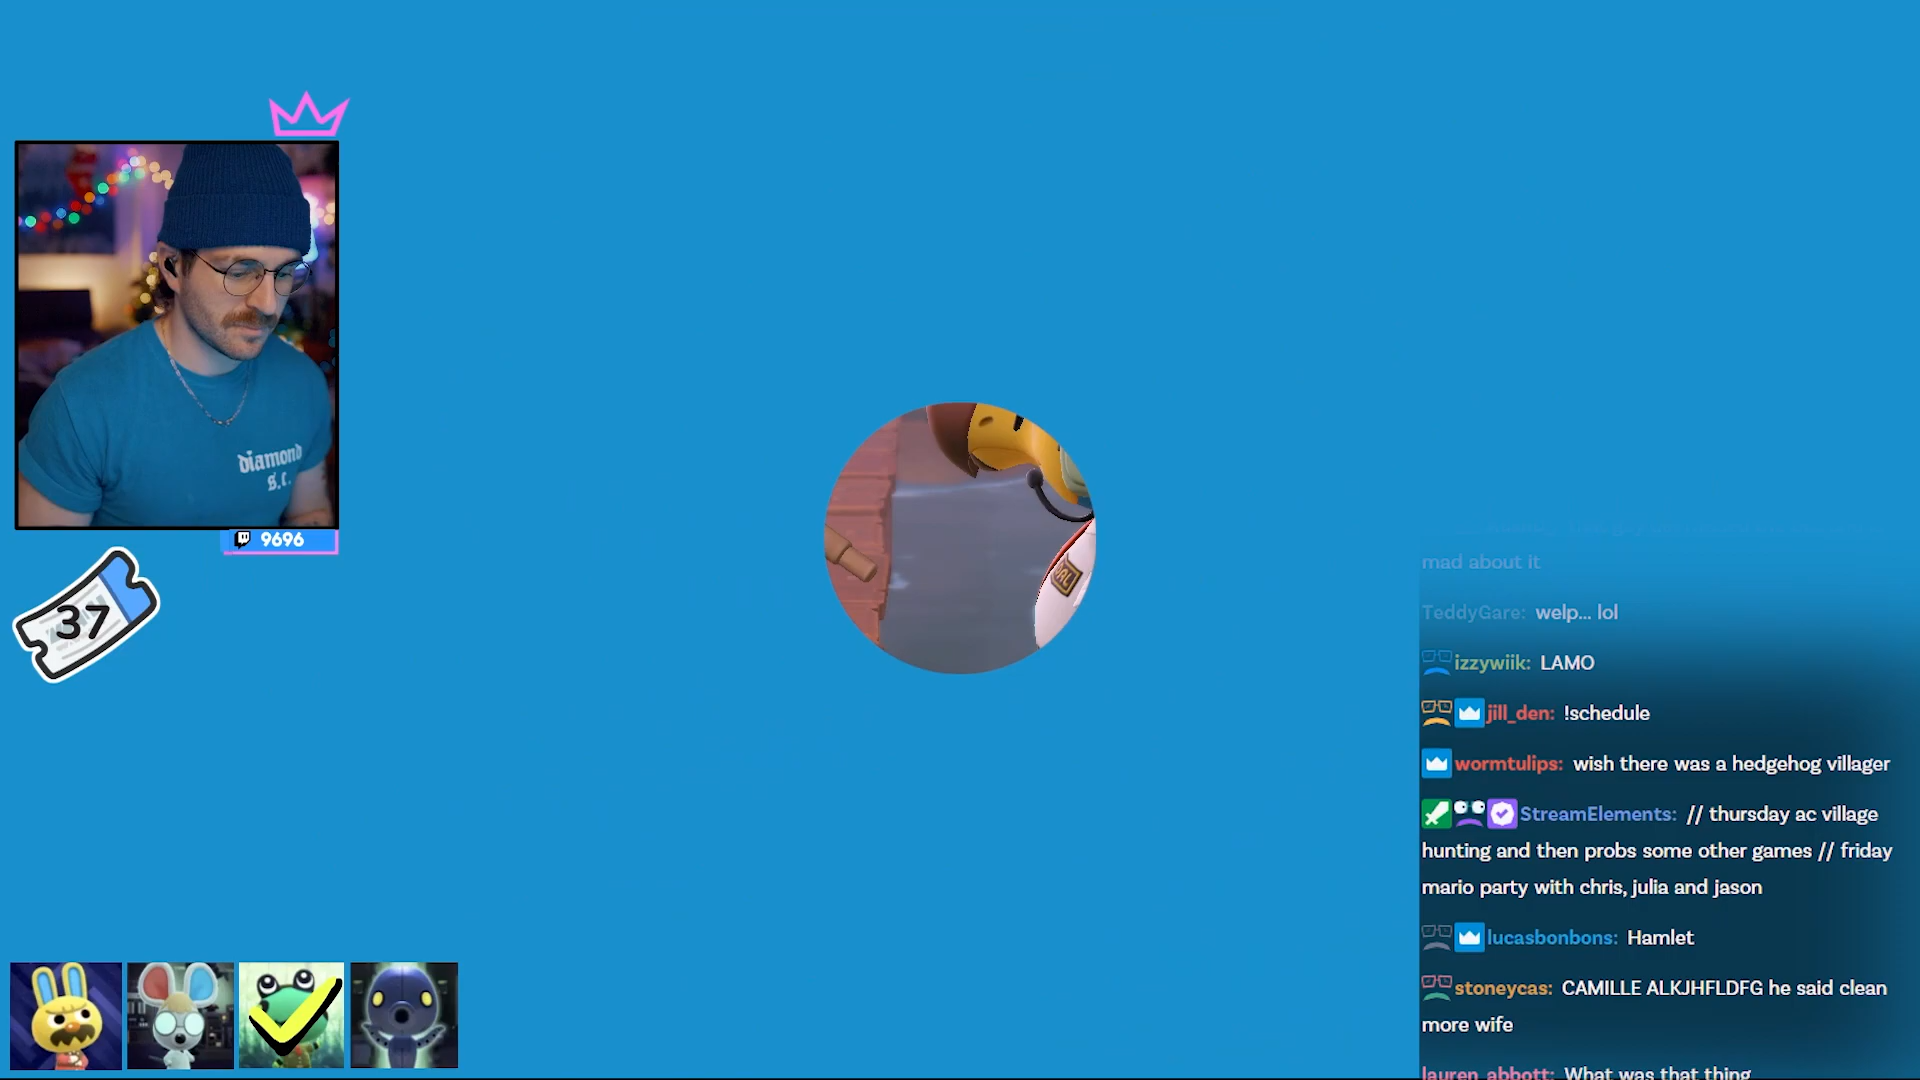 diamond
s.c.
9696
37
mad about it
TeddyGare: welp... lol
izzywiik: LAMO
jill_den: !schedule
wormtulips: wish there was a hedgehog villager
StreamElements: // thursday ac village
hunting and then probs some other games // friday
mario party with chris, julia and jason
lucasbonbons: Hamlet
stoneycas: CAMILLE ALKJHFLDFG he said clean
more wife
lauren_abbott: What was that thing